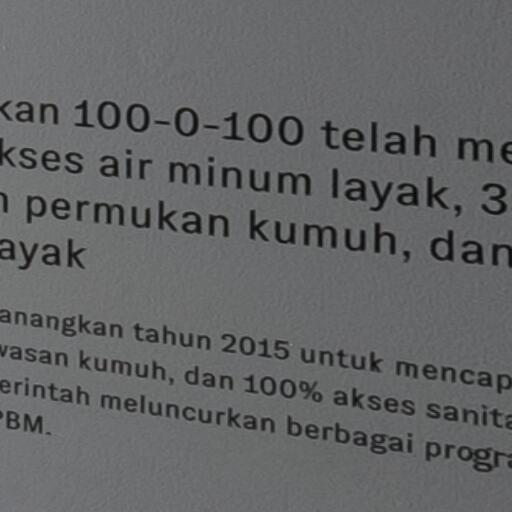 kan 100-0-100 telah me
kses air minum layak, 3
n permukan kumuh, dan
ayak
anangkan tahun 2015 untuk mencap
wasan kumuh, dan 100% akses sanita
erintah meluncurkan berbagai progra
PBM.